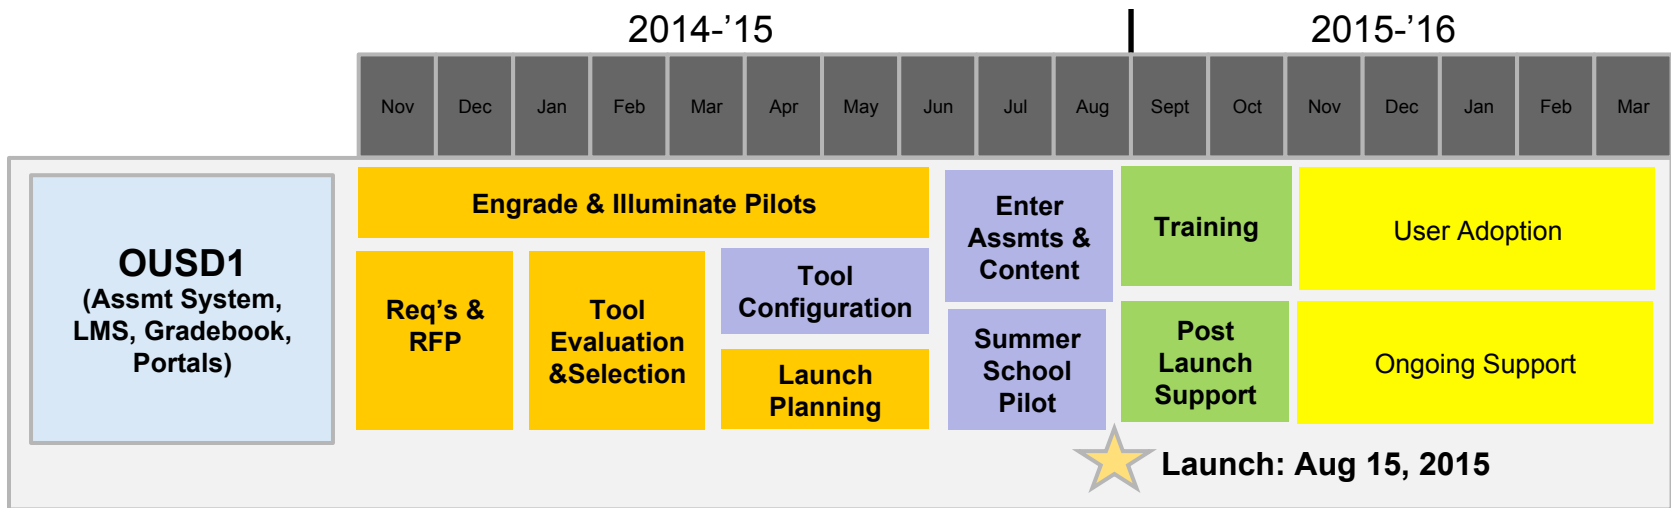 2014-’15
2015-’16
Nov Dec Jan Feb Mar Apr May Jun Jul Aug Sept Oct Nov Dec Jan Feb Mar
OUSD1
(Assmt System,
LMS, Gradebook,
Portals)
Engrade & Illuminate Pilots
Req’s &
RFP
Tool
Evaluation
&Selection
Tool
Configuration
Launch
Planning
Enter
Assmts &
Content
Summer
School
Pilot
Training
Post
Launch
Support
User Adoption
Ongoing Support
Launch: Aug 15, 2015